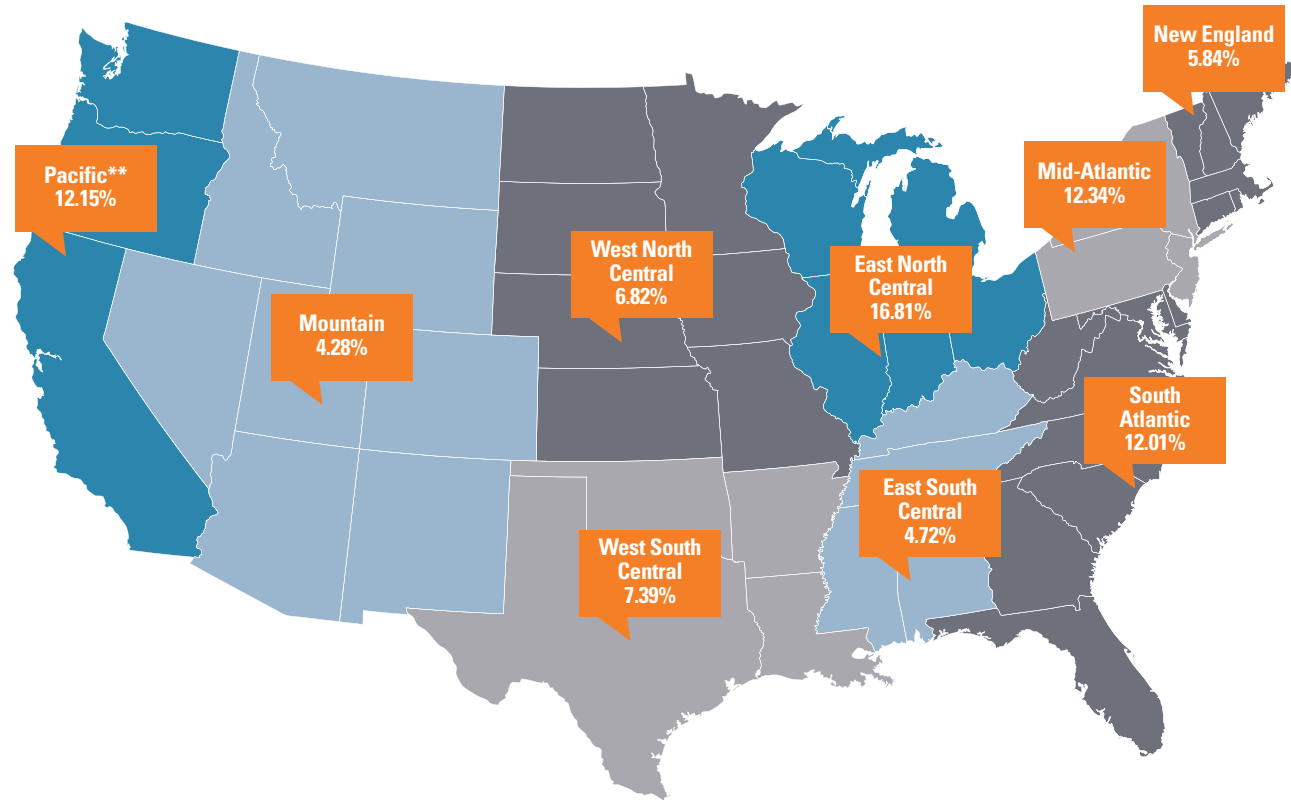 New England
5.84%
Pacific**
12.15%
Mid-Atlantic
12.34%
West North
Central
6.82%
East North
Central
16.81%
Mountain
4.28%
South
Atlantic
12.01%
East South
Central
4.72%
West South
Central
7.39%